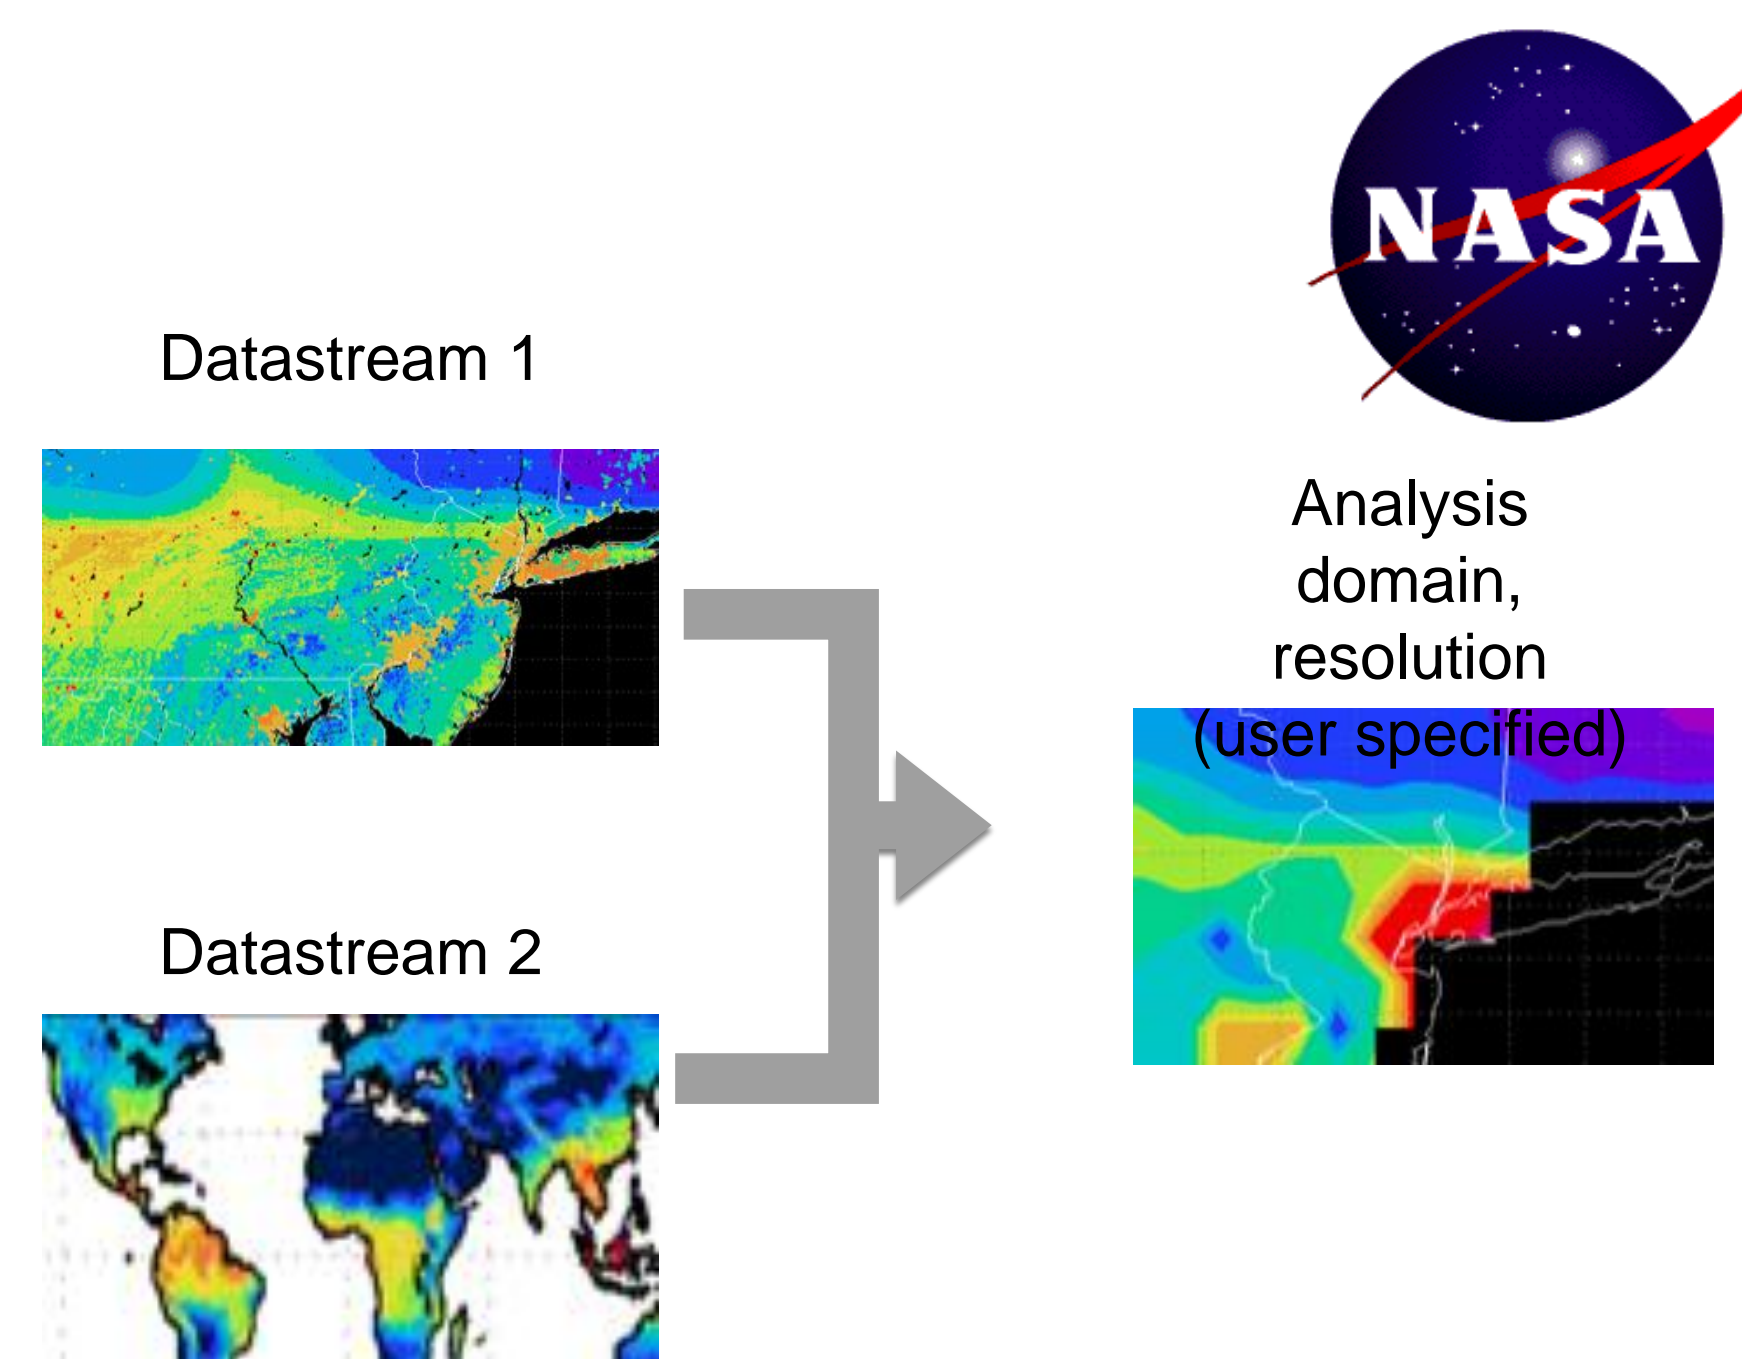 NASA
Datastream 1
Analysis
domain,
resolution
(user specified)
Datastream 2